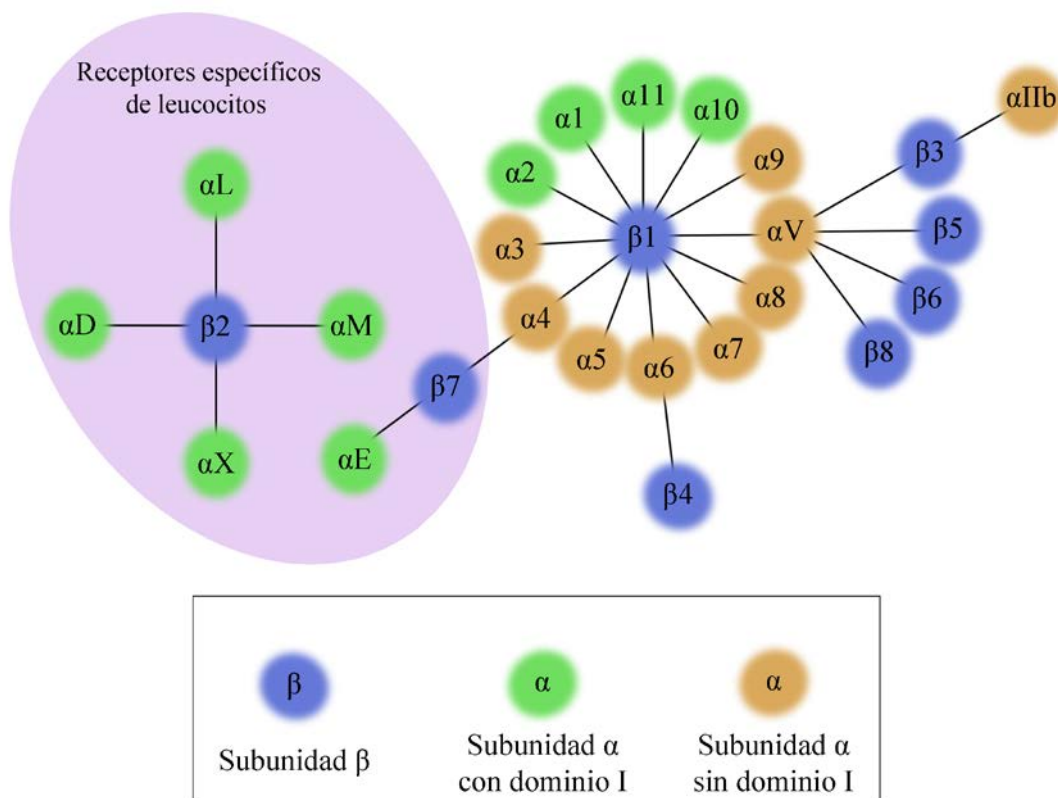 Receptores específicos
de leucocitos
αL
αD
β2
αM
αX
αE
β7
α11
α1
α10
α2
α9
α3
β1
αV
α4
α8
α5
α6
α7
β4
αIIb
β3
β5
β6
β8
β
α
α
Subunidad β
Subunidad α
con dominio I
Subunidad α
sin dominio I